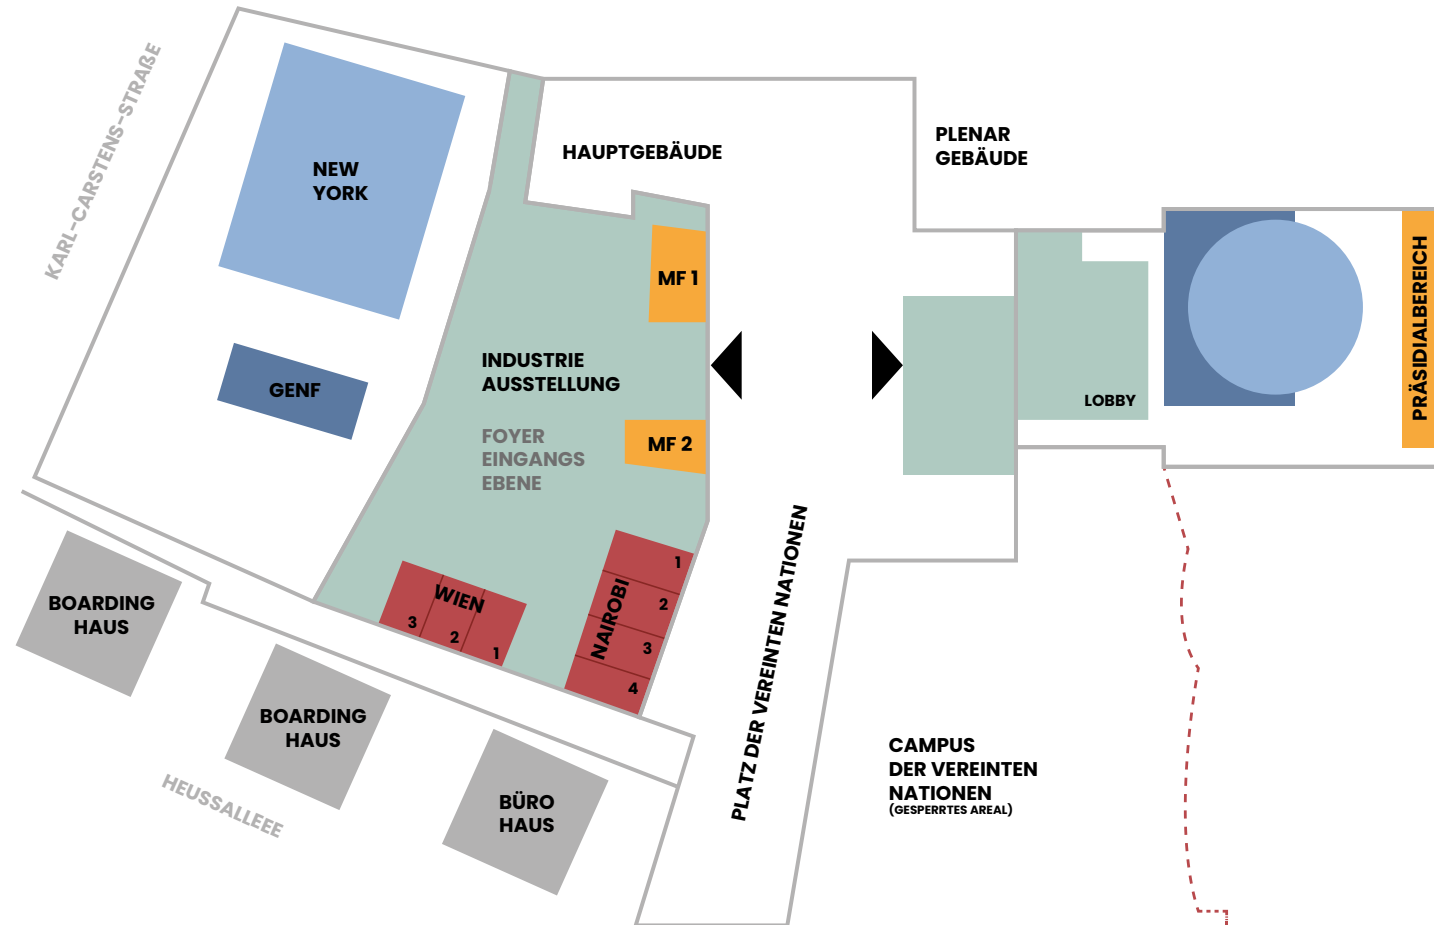 KARL-CARSTENS-STRAßE
NEW
YORK
GENF
HAUPTGEBÄUDE
PLENAR
GEBÄUDE
MF 1
INDUSTRIE
AUSSTELLUNG
FOYER
EINGANGS
EBENE
MF 2
LOBBY
PRÄSIDIALBEREICH
WIEN
3
2
1
NAIROBI
1
2
3
4
PLATZ DER VEREINTEN NATIONEN
BOARDING
HAUS
BOARDING
HAUS
BÜRO
HAUS
HEUSSALLEEE
CAMPUS
DER VEREINTEN
NATIONEN
(GESPERRTES AREAL)